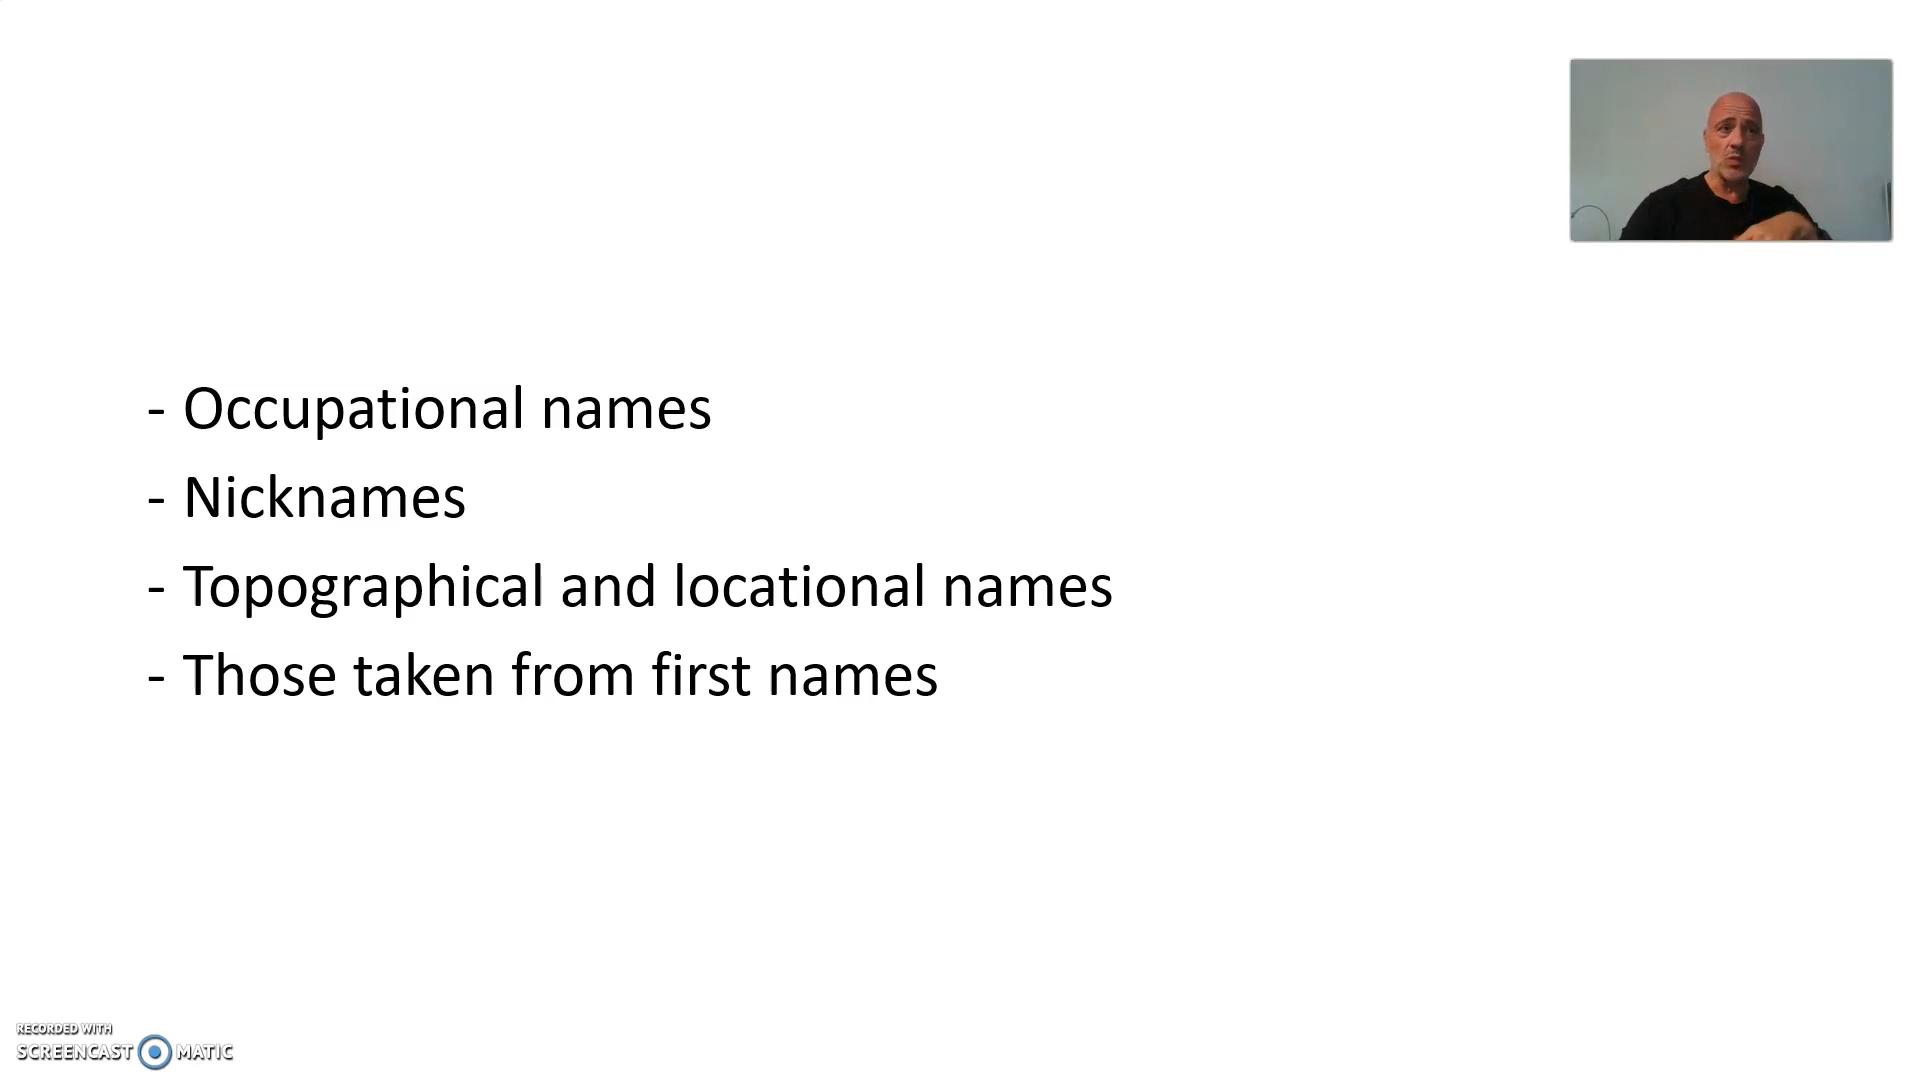 - Occupational names
- Nicknames
- Topographical and locational names
- Those taken from first names
RECORDED WITH
SCREENCAST MATIC